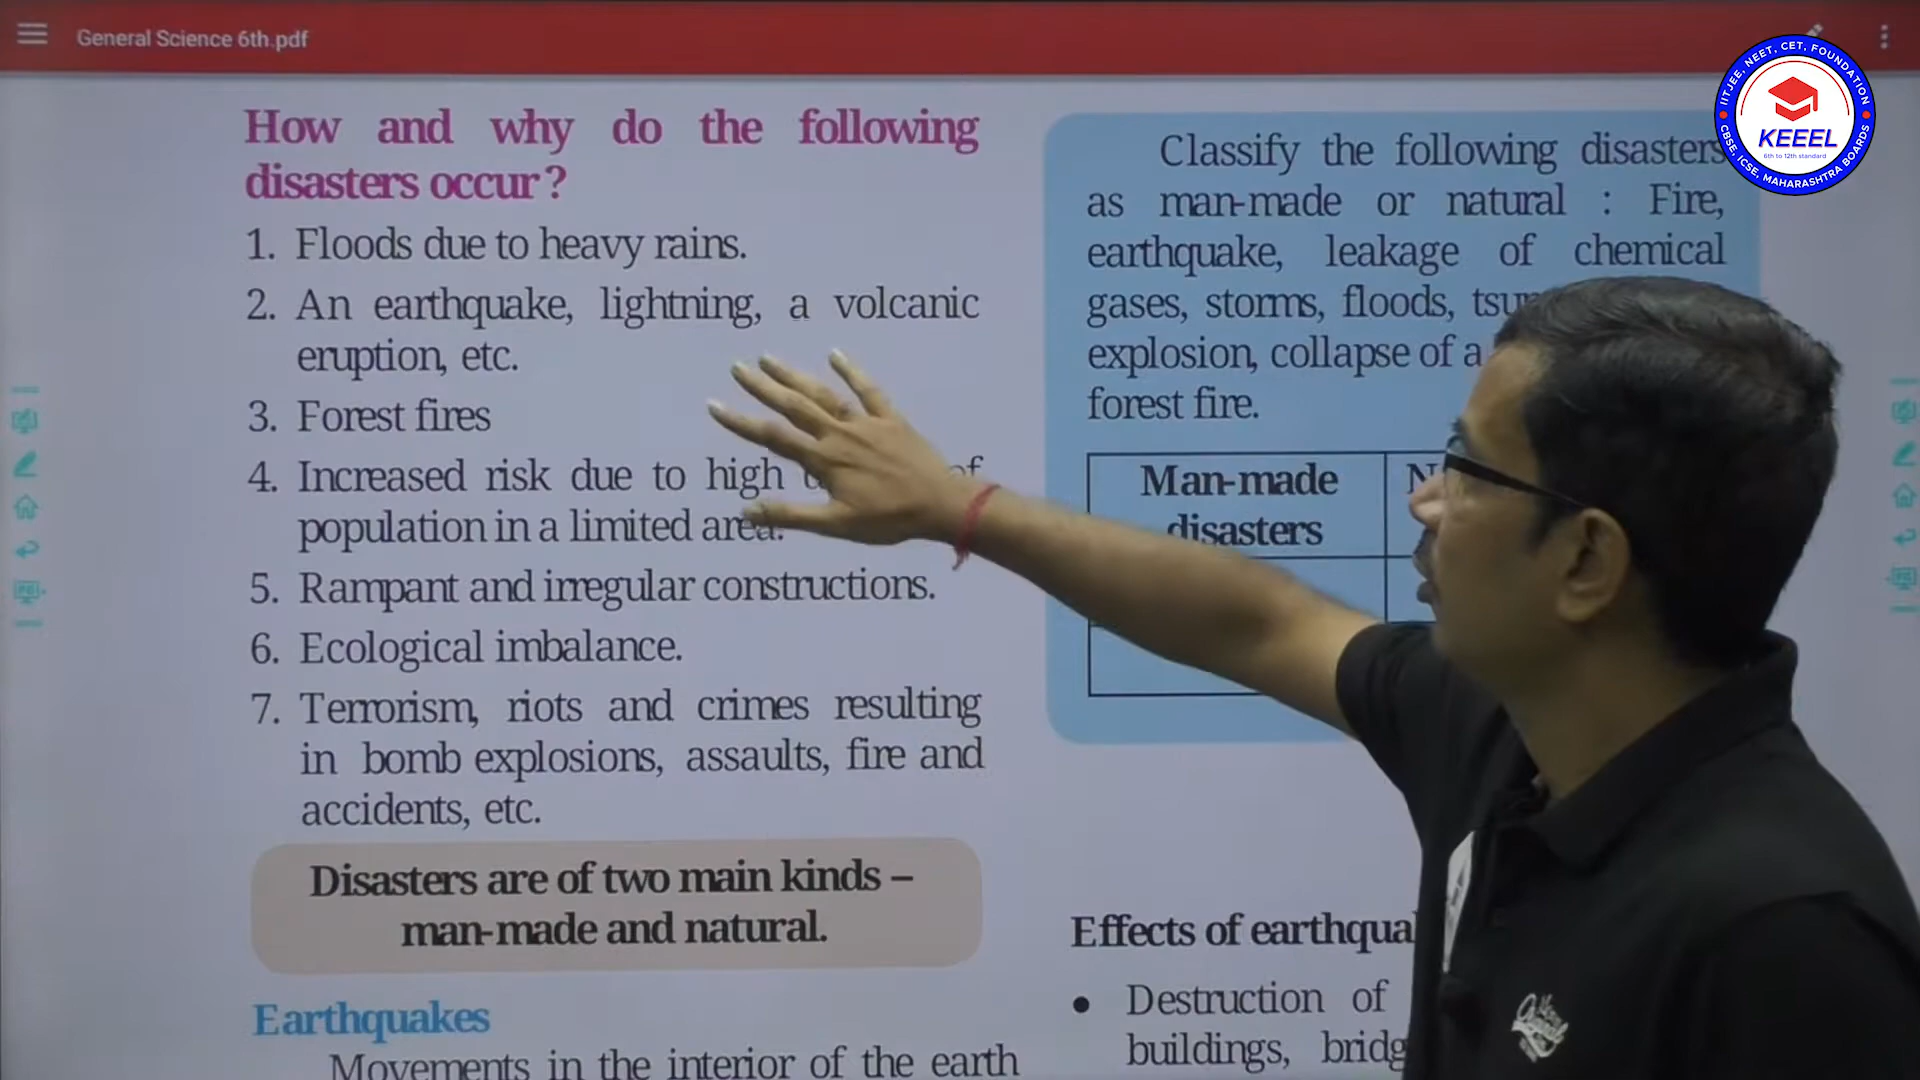 General Science 6th.pdf
How and why do the following
disasters occur?
1. Floods due to heavy rains.
2. An earthquake, lightning, a volcanic
eruption, etc.
3. Forest fires
4. Increased risk due to high of
population in a limited area.
5. Rampant and irregular constructions.
6. Ecological imbalance.
7. Terrorism, riots and crimes resulting
in bomb explosions, assaults, fire and
accidents, etc.
Disasters are of two main kinds –
man-made and natural.
Earthquakes
Movements in the interior of the earth
Classify the following disasters
as man-made or natural : Fire,
earthquake, leakage of chemical
gases, storms, floods,
explosion, collapse of a
forest fire.
Man-made
disasters
Effects of
Destruction of
buildings,
IITJEE, NEET, CET, FOUNDATION
KEEEL
6th to 12th standard
CBSE, ICSE, MAHARASHTRA BOARDS